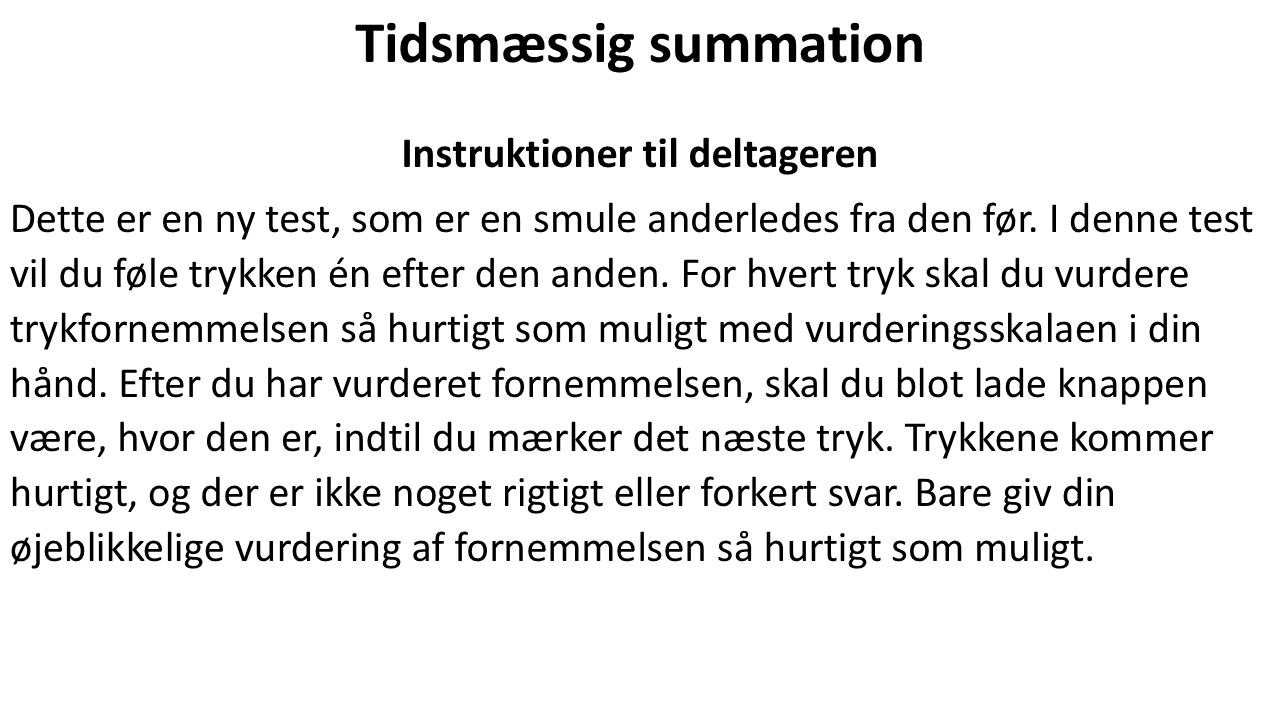 Tidsmæssig summation
Instruktioner til deltageren
Dette er en ny test, som er en smule anderledes fra den før. I denne test
vil du føle trykken én efter den anden. For hvert tryk skal du vurdere
trykfornemmelsen så hurtigt som muligt med vurderingsskalaen i din
hånd. Efter du har vurderet fornemmelsen, skal du blot lade knappen
være, hvor den er, indtil du mærker det næste tryk. Trykkene kommer
hurtigt, og der er ikke noget rigtigt eller forkert svar. Bare giv din
øjeblikkelige vurdering af fornemmelsen så hurtigt som muligt.